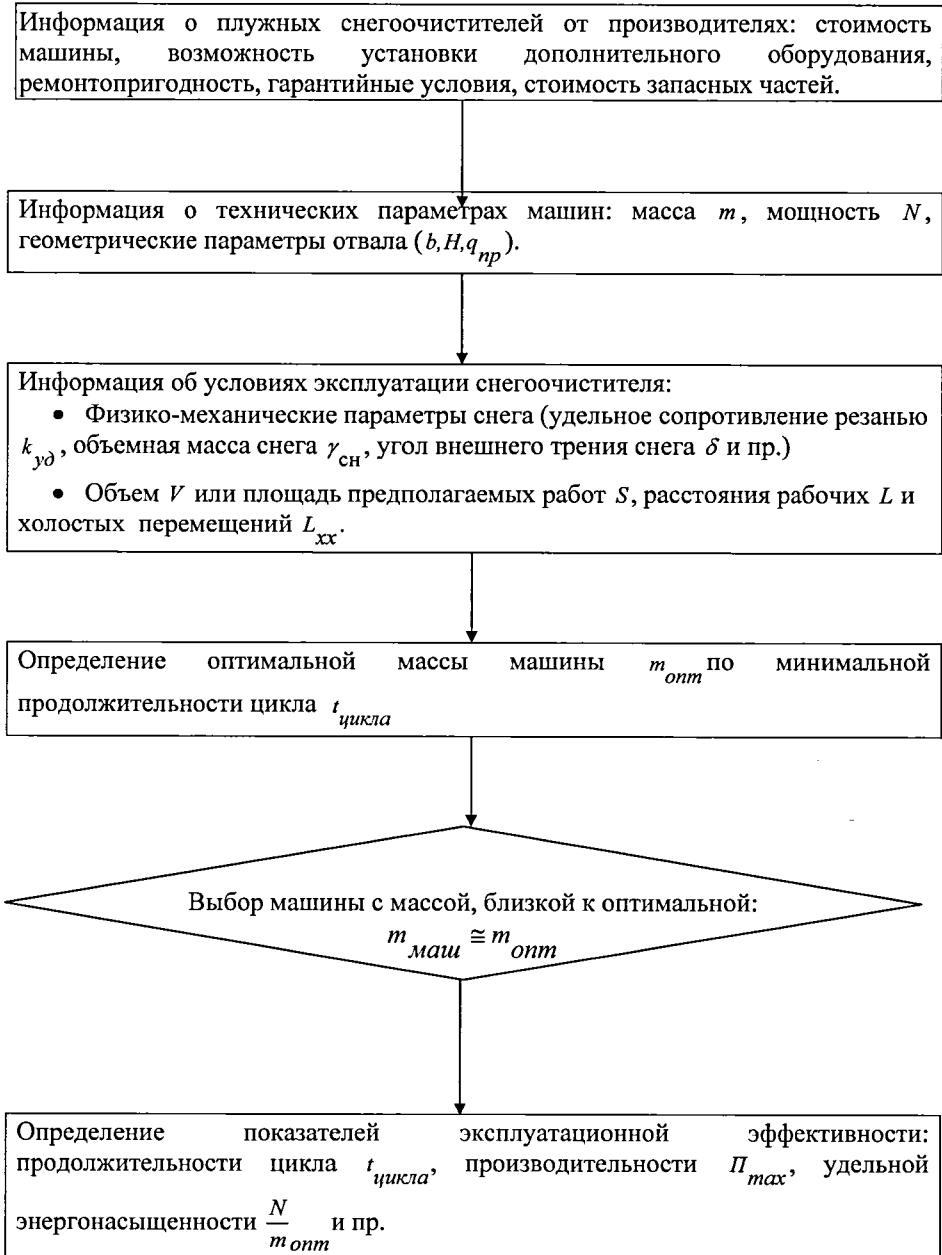 Информация о плужных снегоочистителей от производителях: стоимость
машины, возможность установки дополнительного оборудования,
ремонтопригодность, гарантийные условия, стоимость запасных частей.
Информация о технических параметрах машин: масса m, мощность N,
геометрические параметры отвала (b,H,q_пр).
Информация об условиях эксплуатации снегоочистителя:
• Физико-механические параметры снега (удельное сопротивление резанью
k_уд, объемная масса снега γ_сн, угол внешнего трения снега δ и пр.)
• Объем V или площадь предполагаемых работ S, расстояния рабочих L и
холостых перемещений L_хх.
Определение оптимальной массы машины m_опт по минимальной
продолжительности цикла t_цикла
Выбор машины с массой, близкой к оптимальной:
m_маш ≅ m_опт
Определение показателей эксплуатационной эффективности:
продолжительности цикла t_цикла, производительности П_max, удельной
энергонасыщенности N/m_опт и пр.